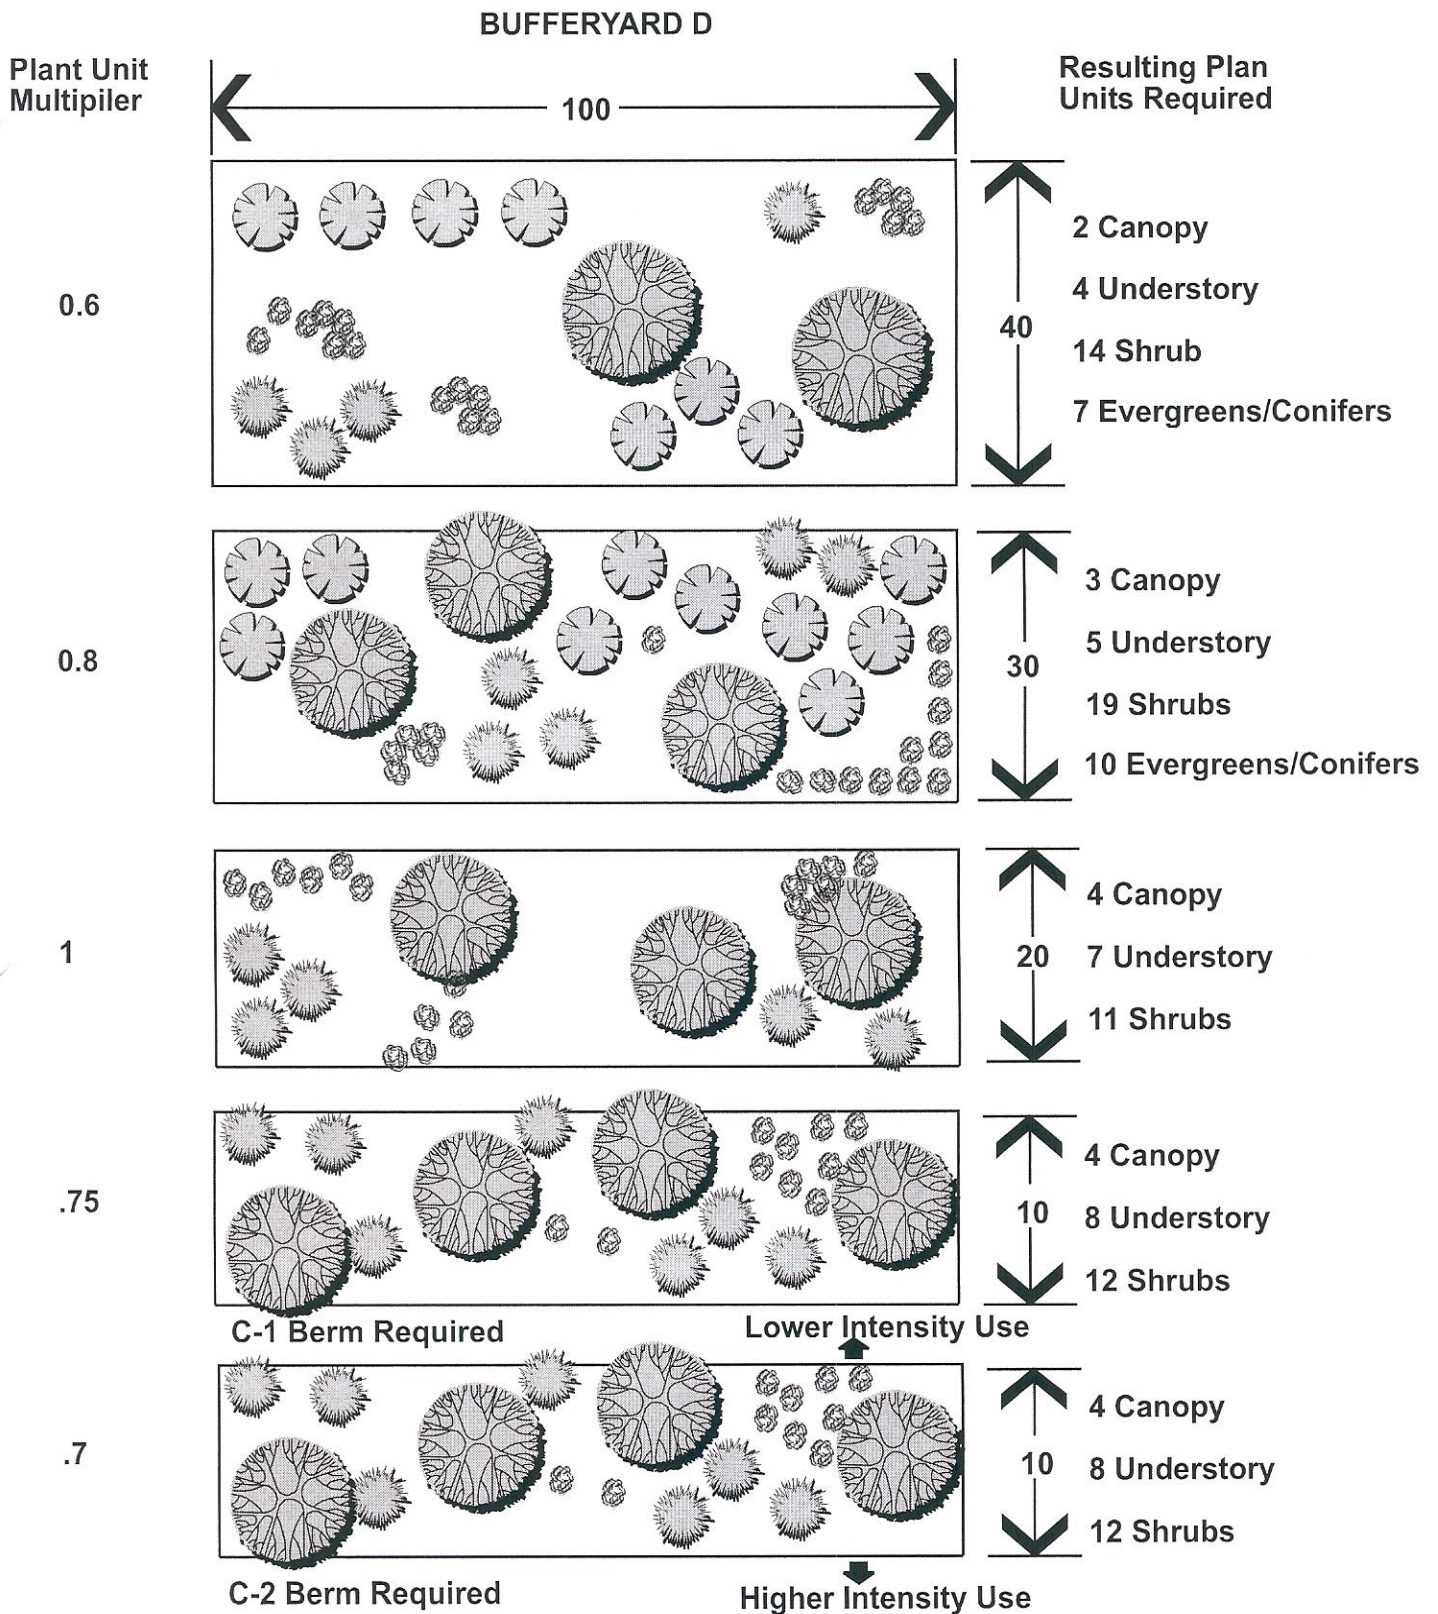 BUFFERYARD D
Plant Unit
Multipiler
100
Resulting Plan
Units Required
0.6
40
2 Canopy
4 Understory
14 Shrub
7 Evergreens/Conifers
0.8
30
3 Canopy
5 Understory
19 Shrubs
10 Evergreens/Conifers
1
20
4 Canopy
7 Understory
11 Shrubs
.75
10
4 Canopy
8 Understory
12 Shrubs
C-1 Berm Required
Lower Intensity Use
.7
10
4 Canopy
8 Understory
12 Shrubs
C-2 Berm Required
Higher Intensity Use